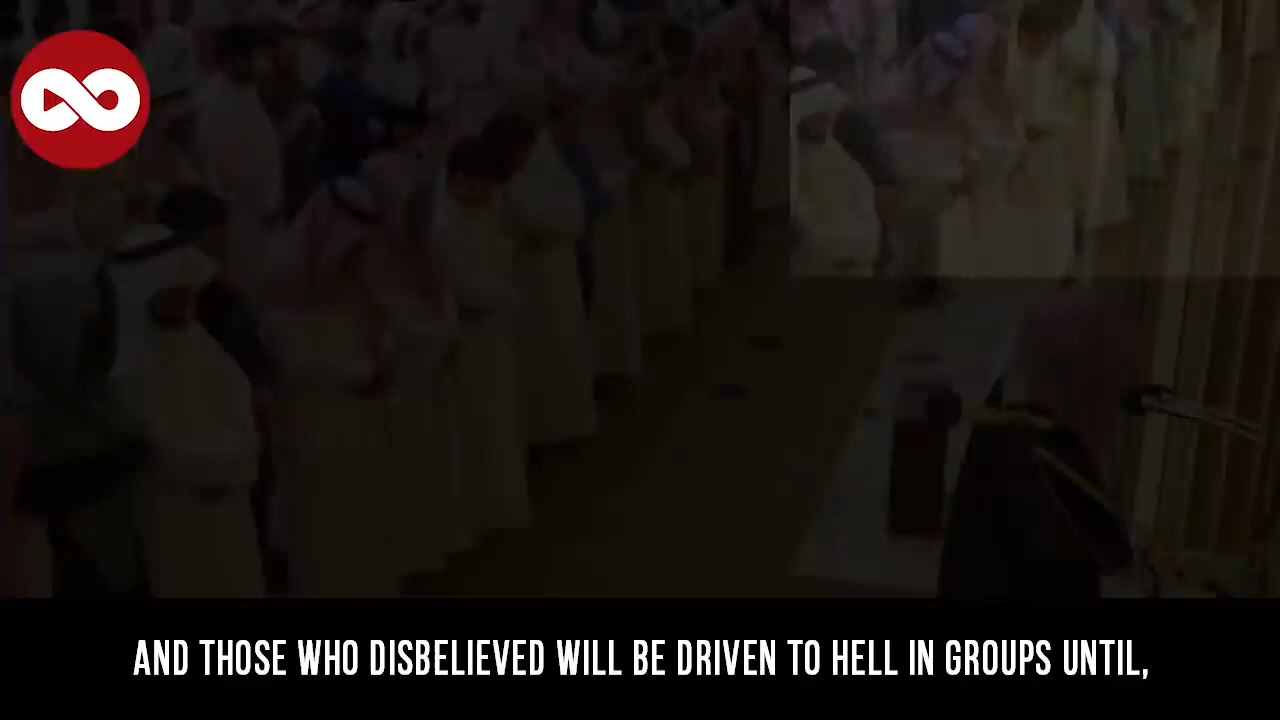 AND THOSE WHO DISBELIEVED WILL BE DRIVEN TO HELL IN GROUPS UNTIL,